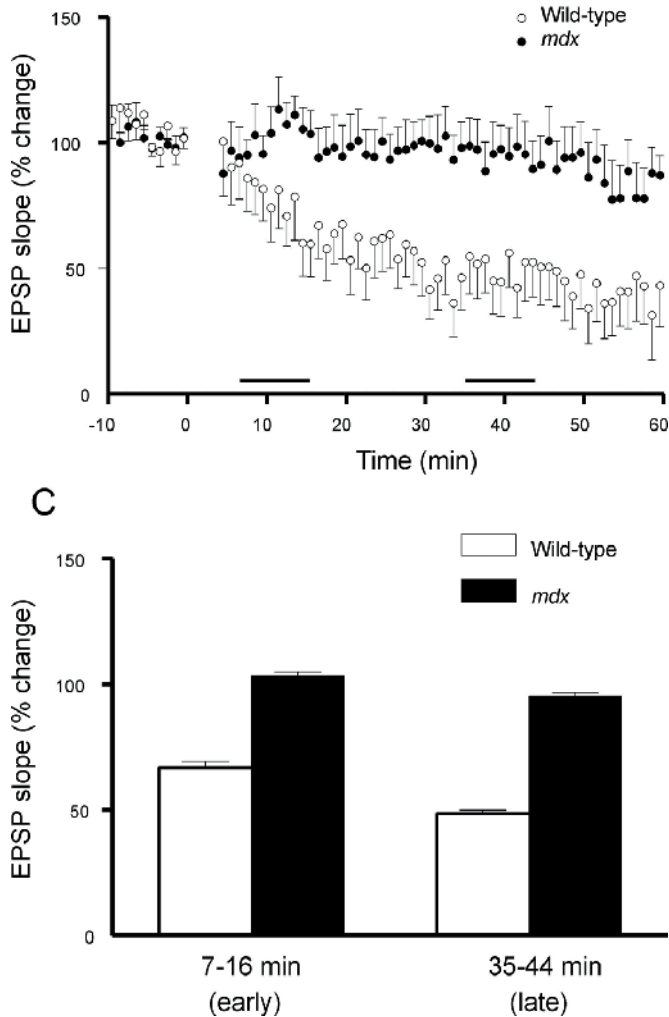 150
100
50
0
EPSP slope (% change)
Wild-type
mdx
-10 0 10 20 30 40 50 60
Time (min)
C
150
100
50
0
EPSP slope (% change)
Wild-type
mdx
7-16 min
(early)
35-44 min
(late)